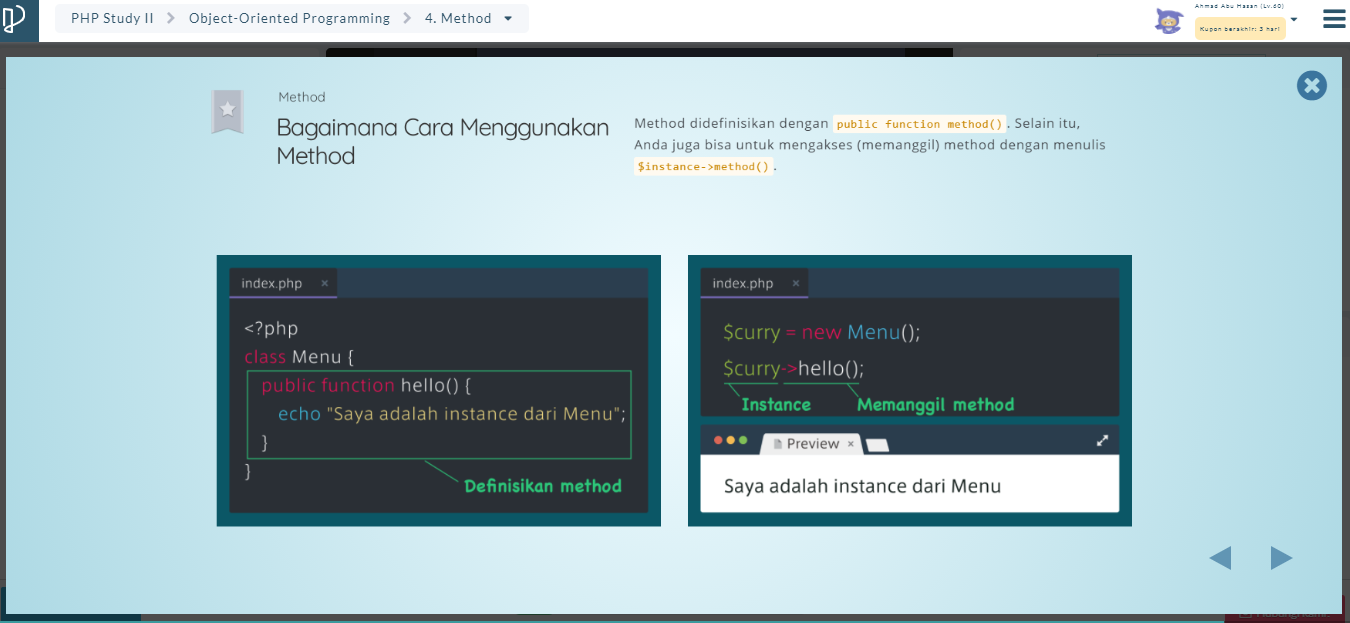 PHP Study II
Object-Oriented Programming
4. Method
Ahmad Abu Hasan (Lv.60)
Kupon berakhir: 3 hari
Method
Bagaimana Cara Menggunakan
Method
Method didefinisikan dengan public function method(). Selain itu,
Anda juga bisa untuk mengakses (memanggil) method dengan menulis
$instance->method().
index.php ×
<?php
class Menu {
public function hello() {
echo "Saya adalah instance dari Menu";
}
}
Definisikan method
index.php ×
$curry = new Menu();
$curry->hello();
Instance Memanggil method
Preview ×
Saya adalah instance dari Menu